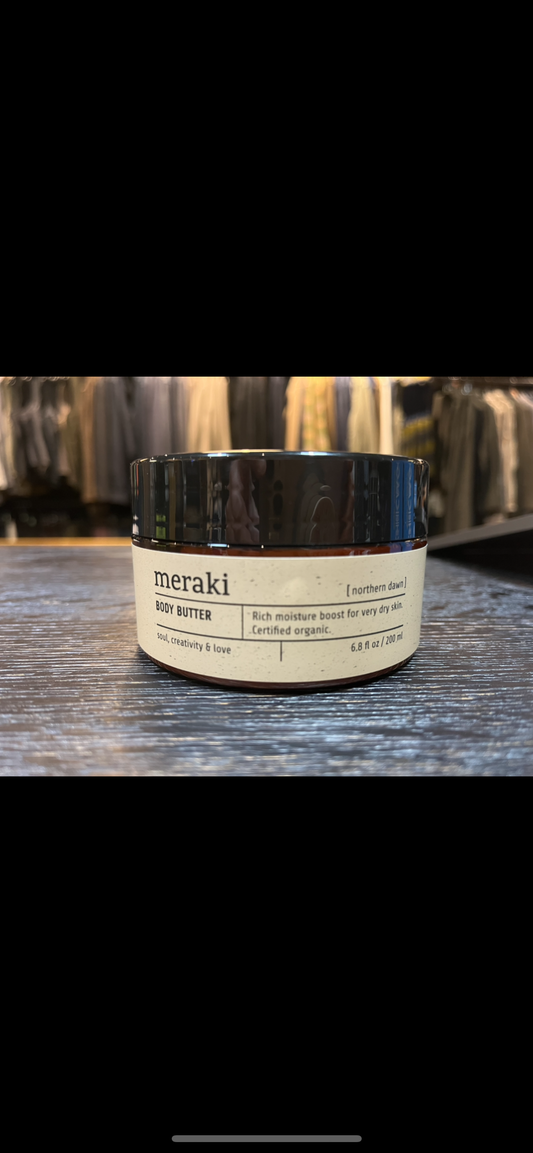 meraki
[ northern dawn ]
BODY BUTTER
Rich moisture boost for very dry skin.
Certified organic.
soul, creativity & love
6.8 fl oz / 200 ml